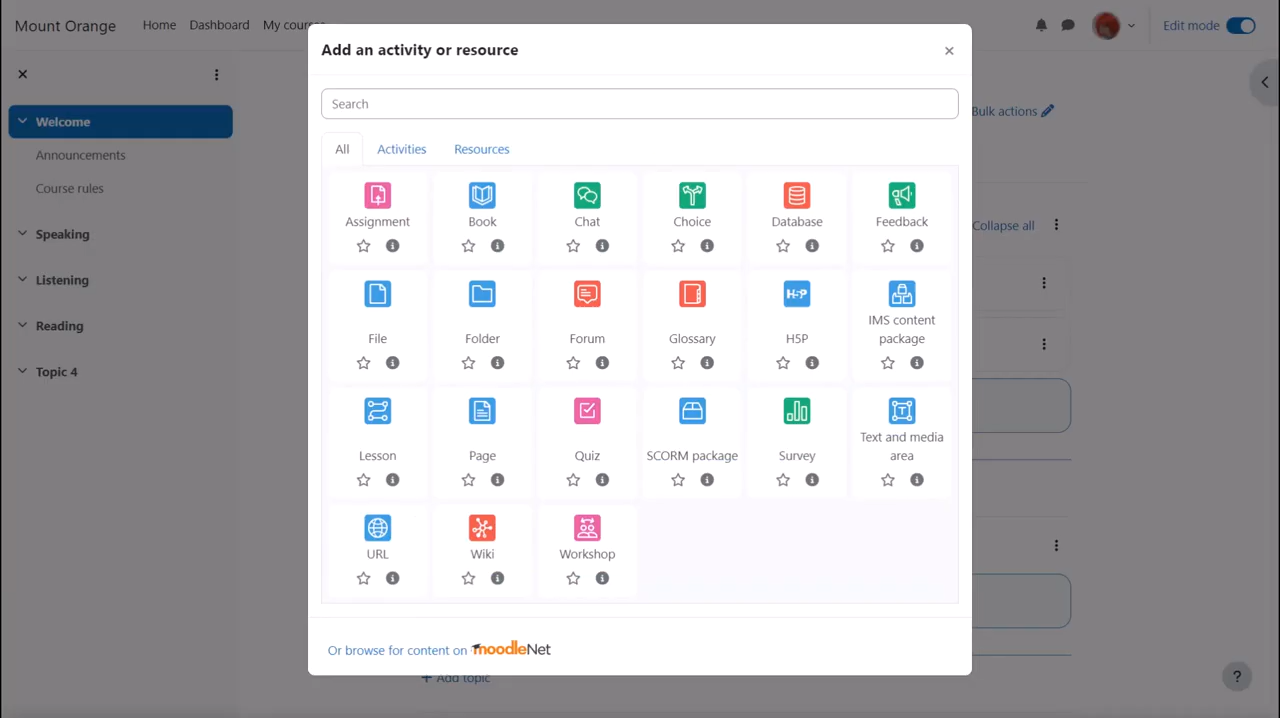 Mount Orange
Home
Dashboard
My courses
Edit mode
Add an activity or resource
Search
All
Activities
Resources
Welcome
Announcements
Course rules
Speaking
Listening
Reading
Topic 4
Bulk actions
Collapse all
Assignment
Book
Chat
Choice
Database
Feedback
File
Folder
Forum
Glossary
H5P
H5P
IMS content
package
Lesson
Page
Quiz
SCORM package
Survey
Text and media
area
URL
Wiki
Workshop
Or browse for content on moodleNet
+ Add topic
?